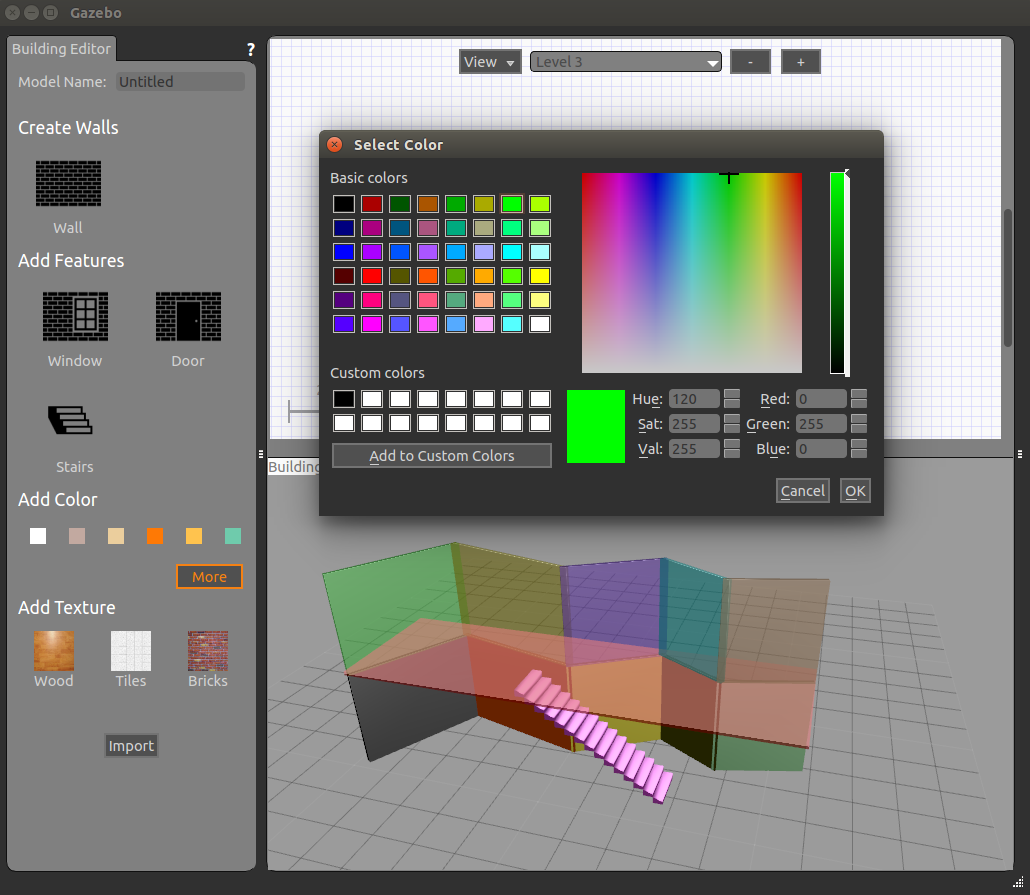 Gazebo
Building Editor
?
Model Name: Untitled
Create Walls
Wall
Add Features
Window Door
Stairs
Add Color
More
Add Texture
Wood Tiles Bricks
Import
View Level 3 - +
Select Color
Basic colors
Custom colors
Add to Custom Colors
Hue: 120 Red: 0
Sat: 255 Green: 255
Val: 255 Blue: 0
Cancel OK
Building